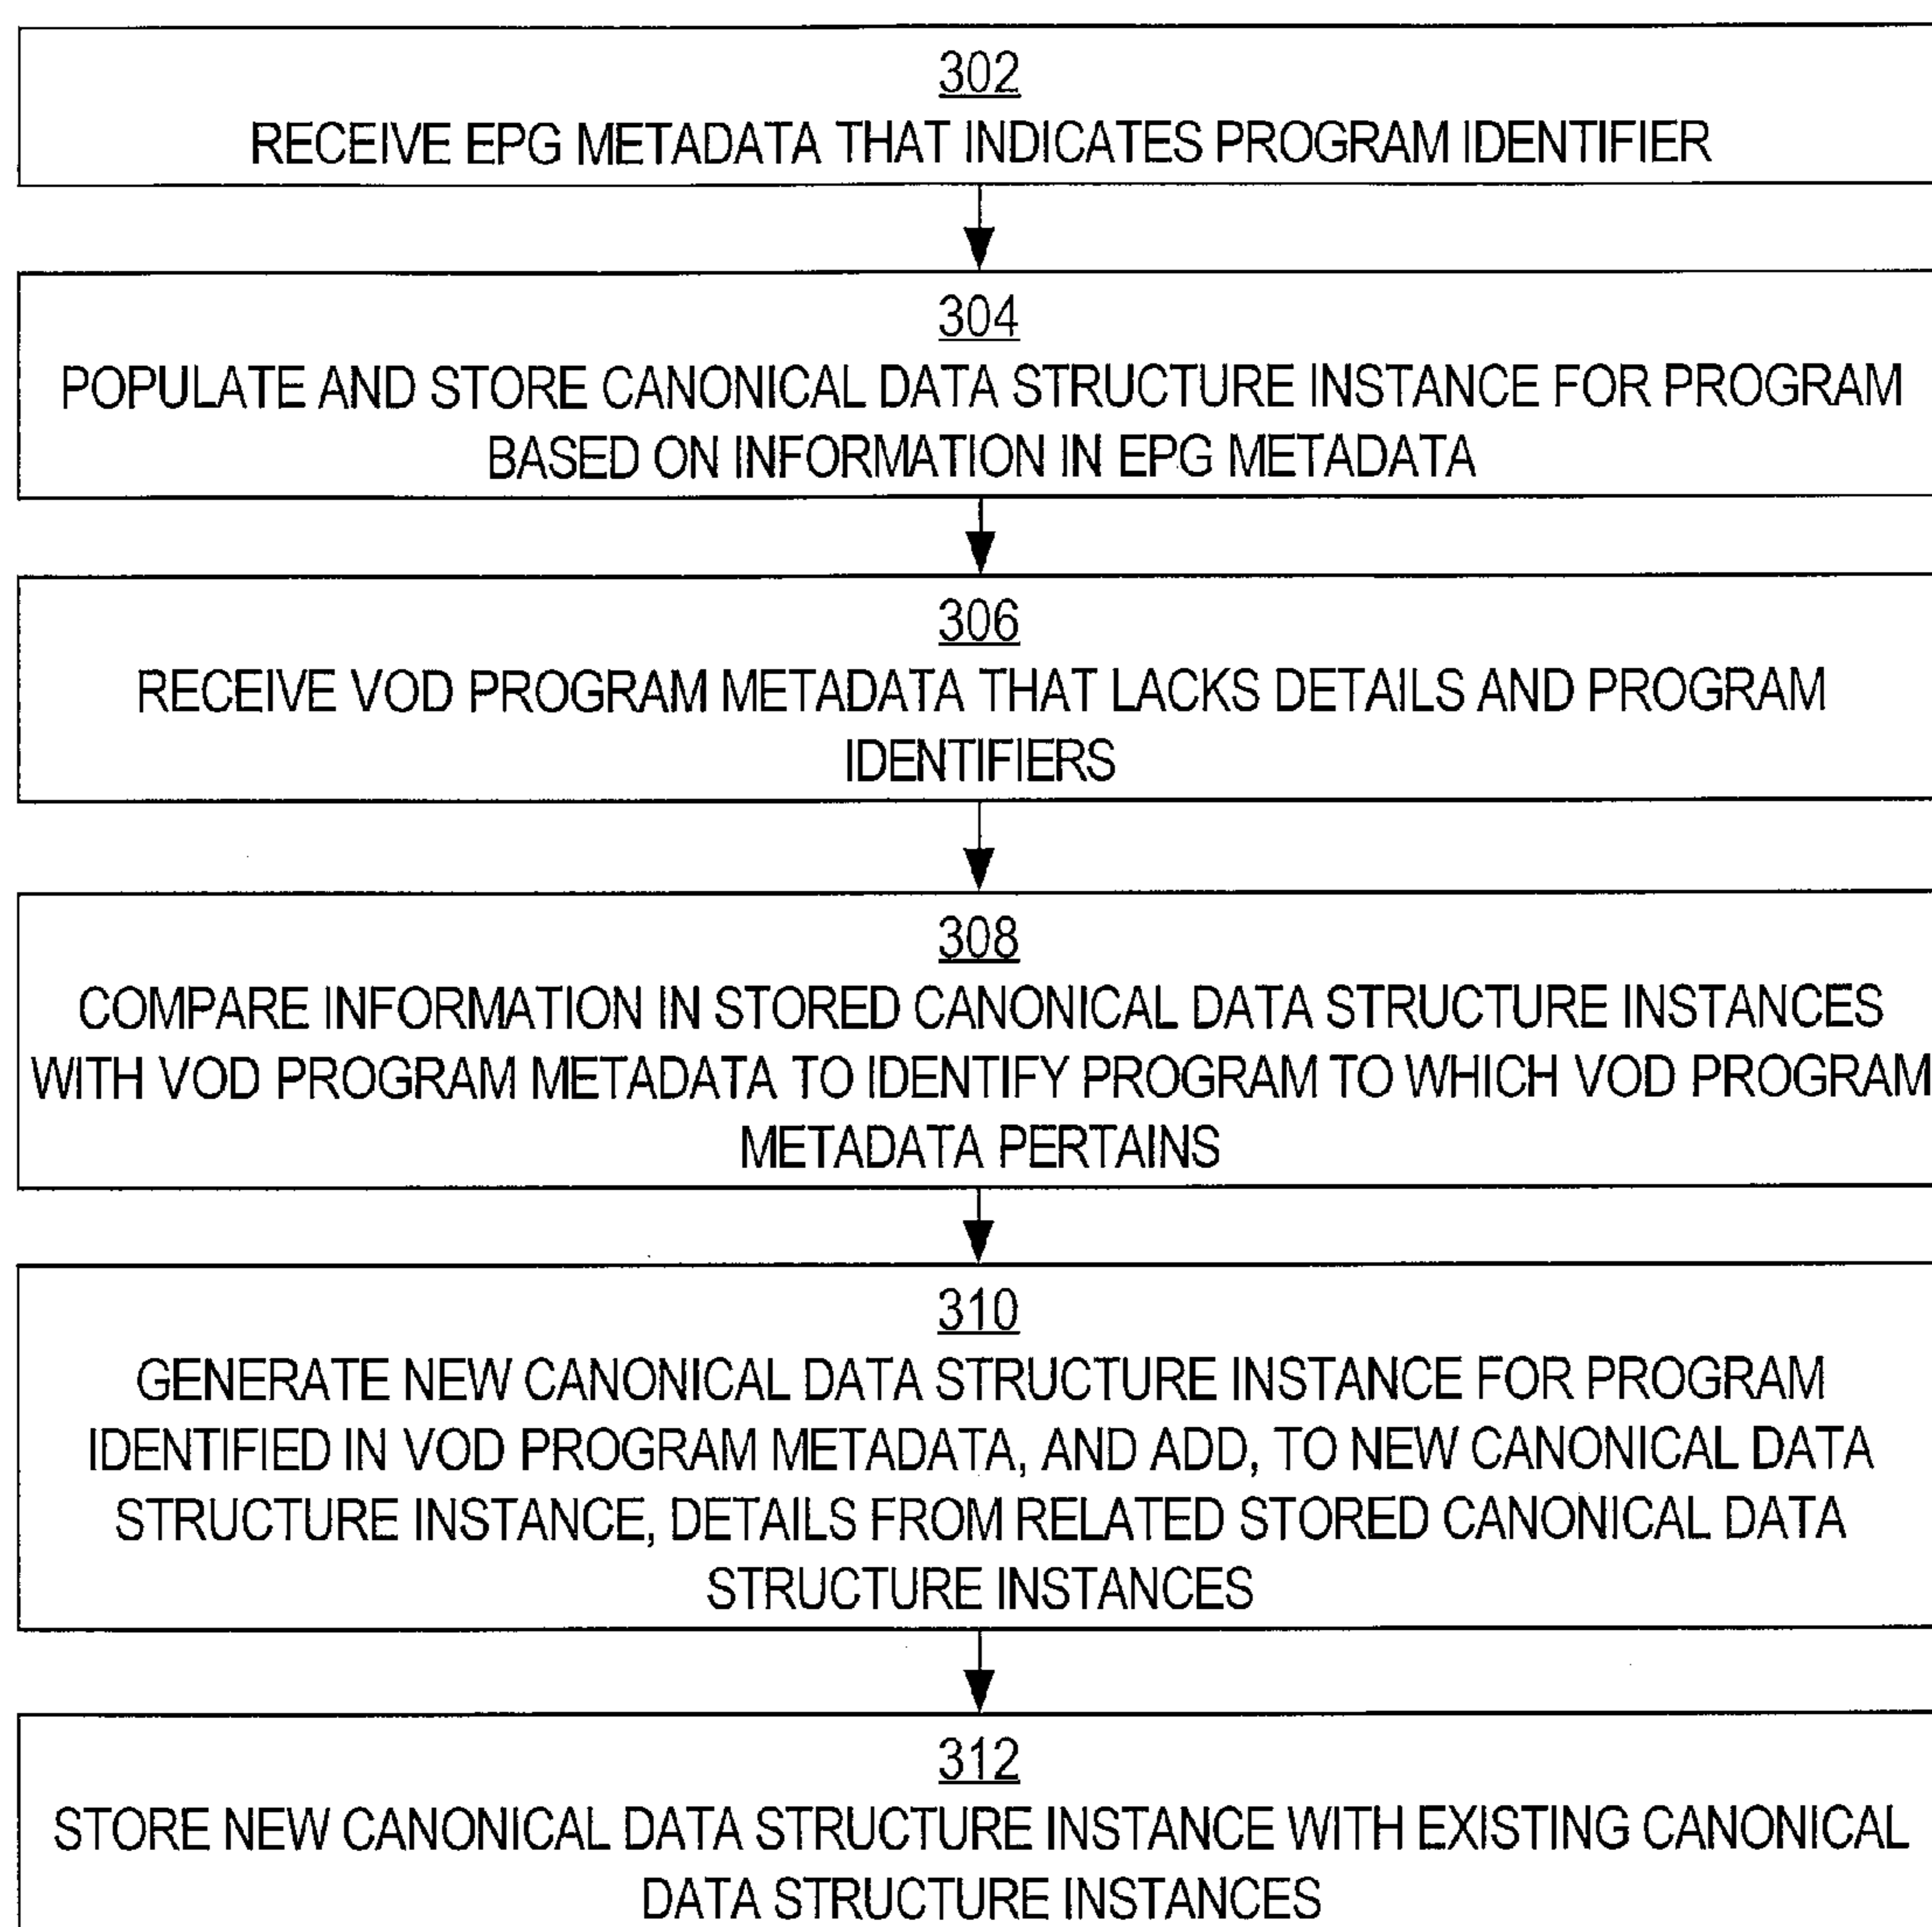 302
RECEIVE EPG METADATA THAT INDICATES PROGRAM IDENTIFIER
304
POPULATE AND STORE CANONICAL DATA STRUCTURE INSTANCE FOR PROGRAM
BASED ON INFORMATION IN EPG METADATA
306
RECEIVE VOD PROGRAM METADATA THAT LACKS DETAILS AND PROGRAM
IDENTIFIERS
308
COMPARE INFORMATION IN STORED CANONICAL DATA STRUCTURE INSTANCES
WITH VOD PROGRAM METADATA TO IDENTIFY PROGRAM TO WHICH VOD PROGRAM
METADATA PERTAINS
310
GENERATE NEW CANONICAL DATA STRUCTURE INSTANCE FOR PROGRAM
IDENTIFIED IN VOD PROGRAM METADATA, AND ADD, TO NEW CANONICAL DATA
STRUCTURE INSTANCE, DETAILS FROM RELATED STORED CANONICAL DATA
STRUCTURE INSTANCES
312
STORE NEW CANONICAL DATA STRUCTURE INSTANCE WITH EXISTING CANONICAL
DATA STRUCTURE INSTANCES